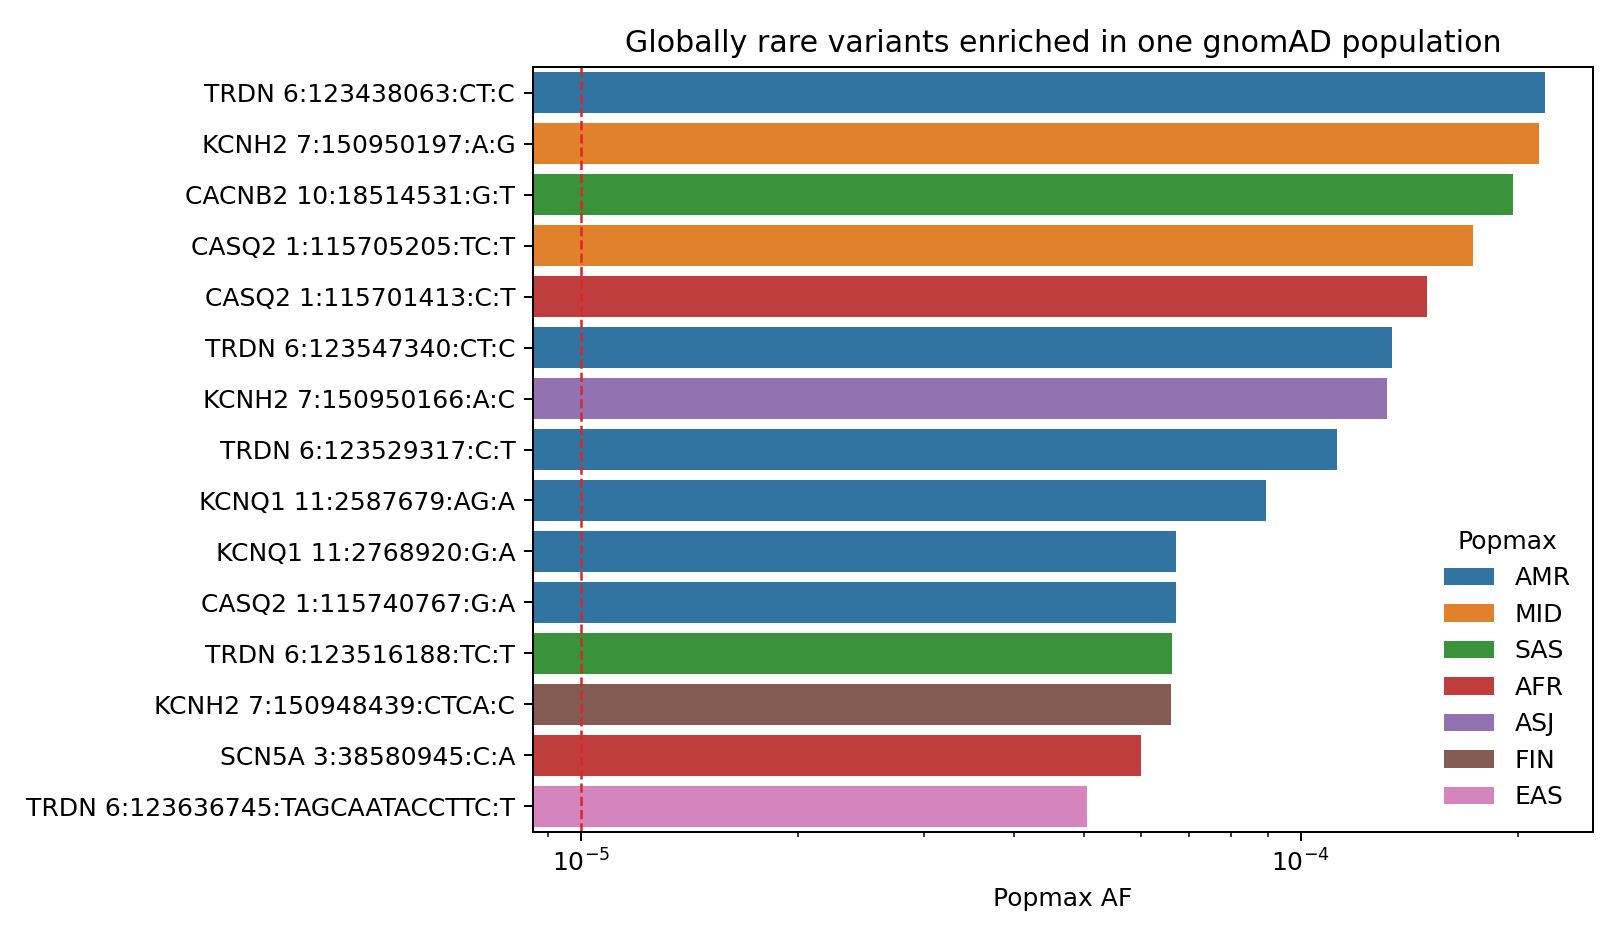 Globally rare variants enriched in one gnomAD population
TRDN 6:123438063:CT:C
KCNH2 7:150950197:A:G
CACNB2 10:18514531:G:T
CASQ2 1:115705205:TC:T
CASQ2 1:115701413:C:T
TRDN 6:123547340:CT:C
KCNH2 7:150950166:A:C
TRDN 6:123529317:C:T
KCNQ1 11:2587679:AG:A
KCNQ1 11:2768920:G:A
CASQ2 1:115740767:G:A
TRDN 6:123516188:TC:T
KCNH2 7:150948439:CTCA:C
SCN5A 3:38580945:C:A
TRDN 6:123636745:TAGCAATACCTTC:T
Popmax
AMR
MID
SAS
AFR
ASJ
FIN
EAS
10⁻⁵ 10⁻⁴
Popmax AF